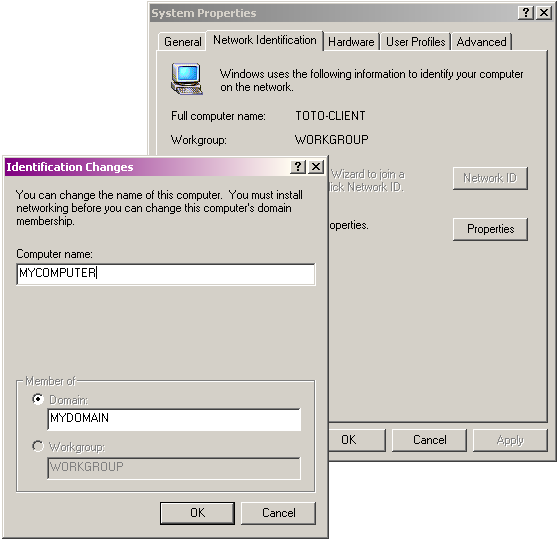 System Properties
General
Network Identification
Hardware
User Profiles
Advanced
Windows uses the following information to identify your computer
on the network.
Full computer name: TOTO-CLIENT
Workgroup: WORKGROUP
Wizard to join a
lick Network ID.
Network ID
operties.
Properties
OK
Cancel
Apply
Identification Changes
You can change the name of this computer. You must install
networking before you can change this computer's domain
membership.
Computer name:
MYCOMPUTER
Member of
Domain:
MYDOMAIN
Workgroup:
WORKGROUP
OK
Cancel